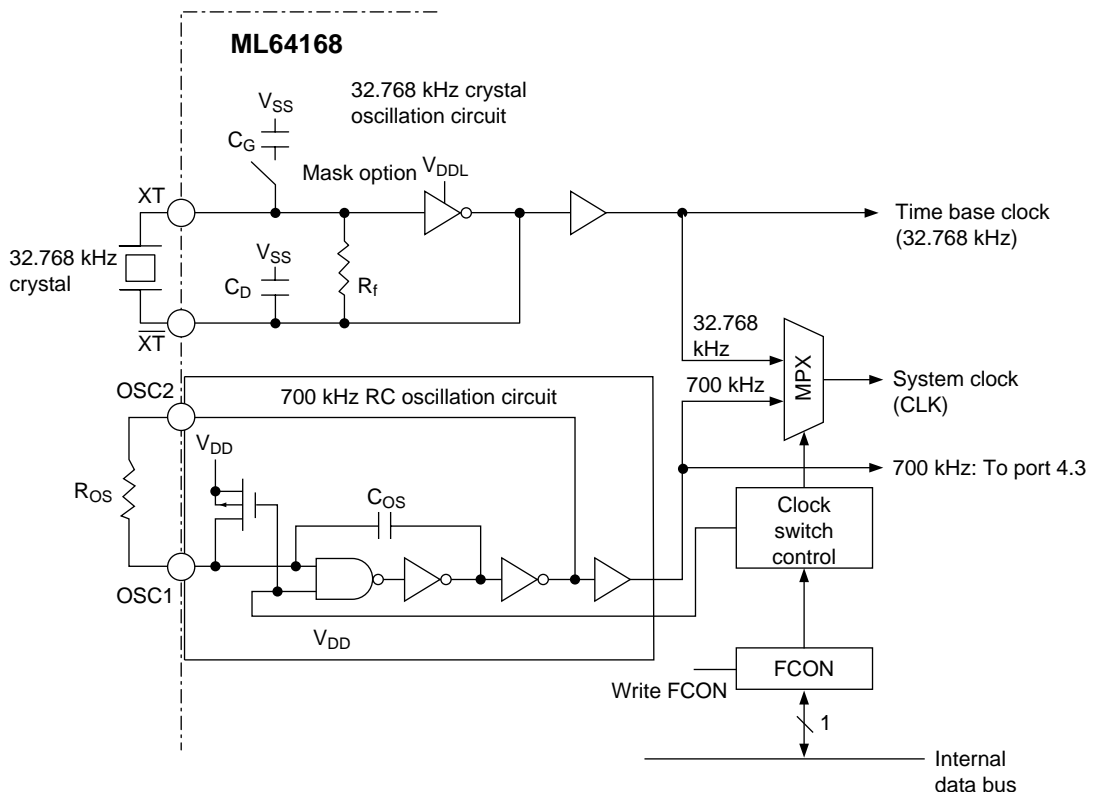 ML64168
32.768 kHz crystal
oscillation circuit
VSS
CG
Mask option
VDDL
XT
Time base clock
(32.768 kHz)
32.768 kHz
crystal
VSS
CD
Rf
XT
32.768
kHz
MPX
OSC2
700 kHz RC oscillation circuit
700 kHz
System clock
(CLK)
VDD
700 kHz: To port 4.3
ROS
COS
Clock
switch
control
OSC1
VDD
FCON
Write FCON
1
Internal
data bus